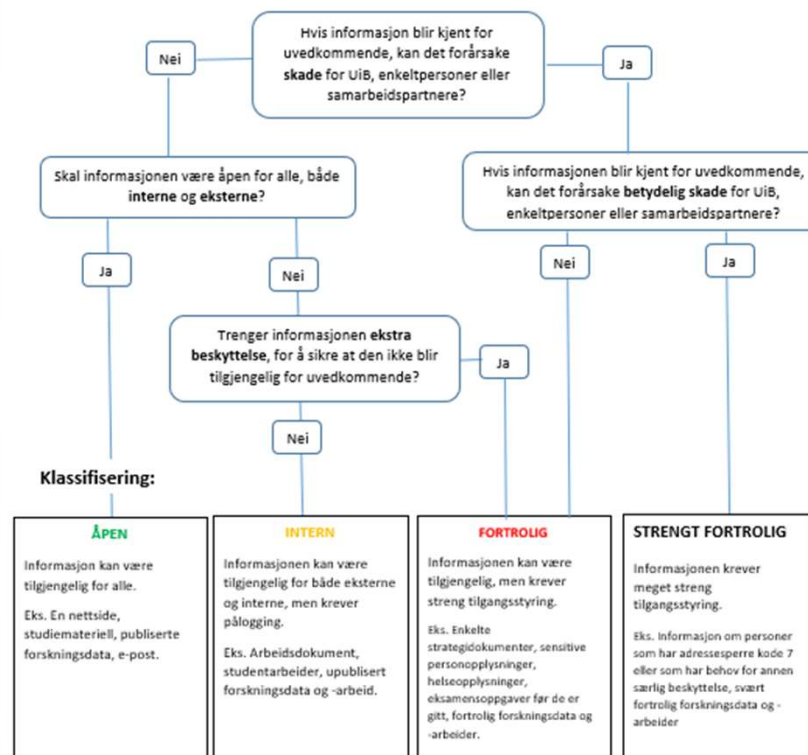 Hvis informasjon blir kjent for
uvedkommende, kan det forårsake
skade for UiB, enkeltpersoner eller
samarbeidspartnere?
Nei
Ja
Skal informasjonen være åpen for alle, både
interne og eksterne?
Hvis informasjonen blir kjent for uvedkommende,
kan det forårsake betydelig skade for UiB,
enkeltpersoner eller samarbeidspartnere?
Ja
Nei
Nei
Ja
Trenger informasjonen ekstra
beskyttelse, for å sikre at den ikke blir
tilgjengelig for uvedkommende?
Ja
Nei
Klassifisering:
ÅPEN
Informasjon kan være
tilgjengelig for alle.
Eks. En nettside,
studiemateriell, publiserte
forskningsdata, e-post.
INTERN
Informasjonen kan være
tilgjengelig for både eksterne
og interne, men krever
pålogging.
Eks. Arbeidsdokument,
studentarbeider, upublisert
forskningsdata og -arbeid.
FORTROLIG
Informasjonen kan være
tilgjengelig, men krever
streng tilgangsstyring.
Eks. Enkelte
strategidokumenter, sensitive
personopplysninger,
helseopplysninger,
eksamensoppgaver før de er
gitt, fortrolig forskningsdata og
-arbeider.
STRENGT FORTROLIG
Informasjonen krever
meget streng
tilgangsstyring.
Eks. Informasjon om personer
som har adressesperre kode 7
eller som har behov for annen
særlig beskyttelse, svært
fortrolig forskningsdata og -
arbeider